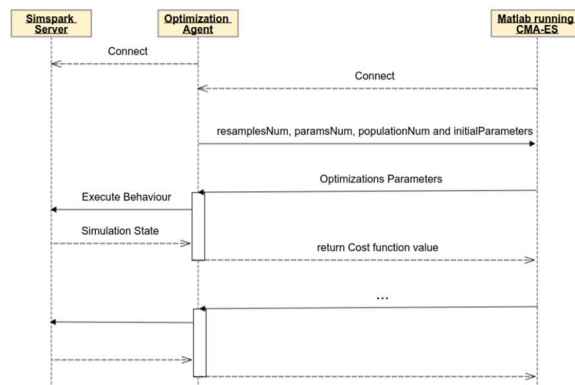 Simspark
Server
Optimization
Agent
Matlab running
CMA-ES
Connect
Connect
resamplesNum, paramsNum, populationNum and initialParameters
Optimizations Parameters
Execute Behaviour
Simulation State
return Cost function value
...